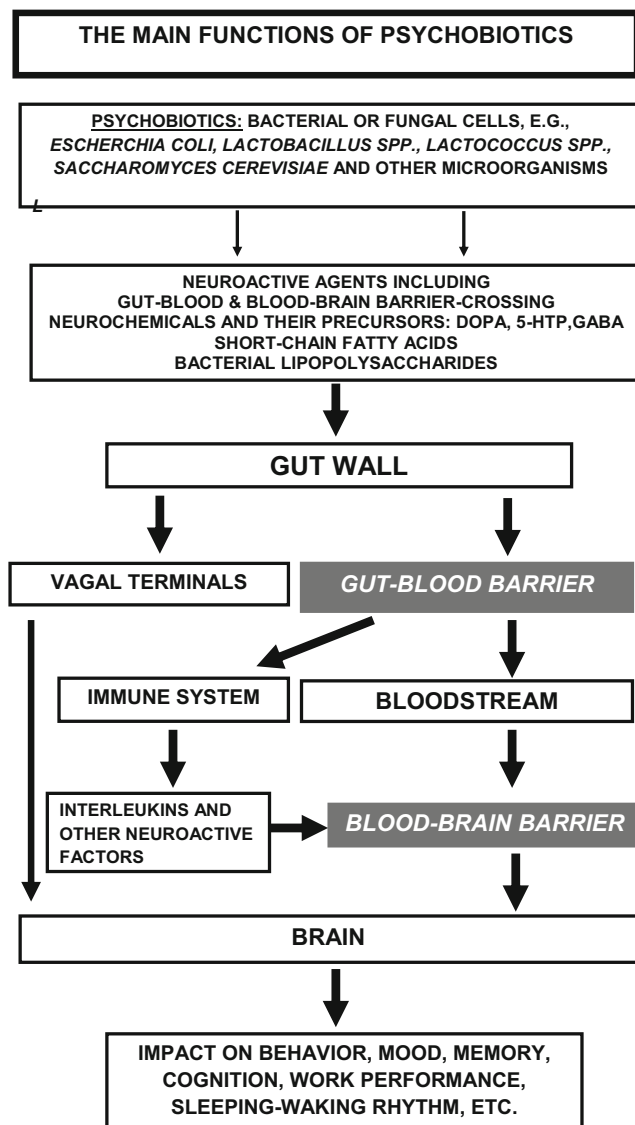 THE MAIN FUNCTIONS OF PSYCHOBIOTICS
PSYCHOBIOTICS: BACTERIAL OR FUNGAL CELLS, E.G.,
ESCHERCHIA COLI, LACTOBACILLUS SPP., LACTOCOCCUS SPP.,
SACCHAROMYCES CEREVISIAE AND OTHER MICROORGANISMS
L
NEUROACTIVE AGENTS INCLUDING
GUT-BLOOD & BLOOD-BRAIN BARRIER-CROSSING
NEUROCHEMICALS AND THEIR PRECURSORS: DOPA, 5-HTP,GABA
SHORT-CHAIN FATTY ACIDS
BACTERIAL LIPOPOLYSACCHARIDES
GUT WALL
VAGAL TERMINALS
GUT-BLOOD BARRIER
IMMUNE SYSTEM
BLOODSTREAM
INTERLEUKINS AND
OTHER NEUROACTIVE
FACTORS
BLOOD-BRAIN BARRIER
BRAIN
IMPACT ON BEHAVIOR, MOOD, MEMORY,
COGNITION, WORK PERFORMANCE,
SLEEPING-WAKING RHYTHM, ETC.